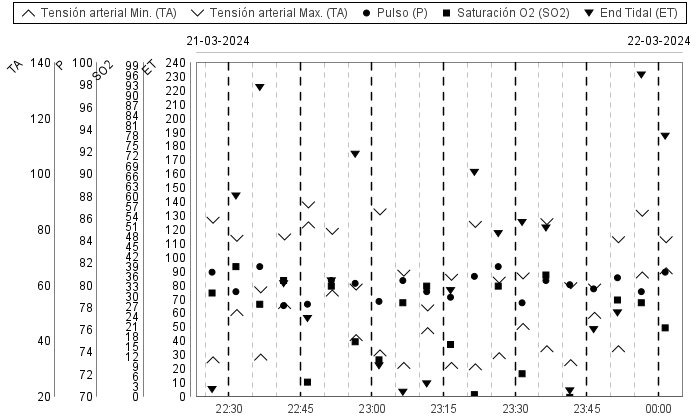 Tensión arterial Min. (TA) Tensión arterial Max. (TA) Pulso (P) Saturación O2 (SO2) End Tidal (ET)
21-03-2024 22-03-2024
TA P SO2 ET
140 100 99 240
96 230
98 93 220
90 210
120 96 87 200
84 190
94 81 180
78 170
92 75 160
72
100 90 69 150
66 140
88 63 130
60
86 57 120
54
80 84 51 110
48 100
82 45 90
42
60 80 39 80
36
78 33 70
30 60
76 27 50
24
40 74 21 40
18 30
72 15 20
12
9 10
6
3
20 70 0 0
22:30 22:45 23:00 23:15 23:30 23:45 00:00